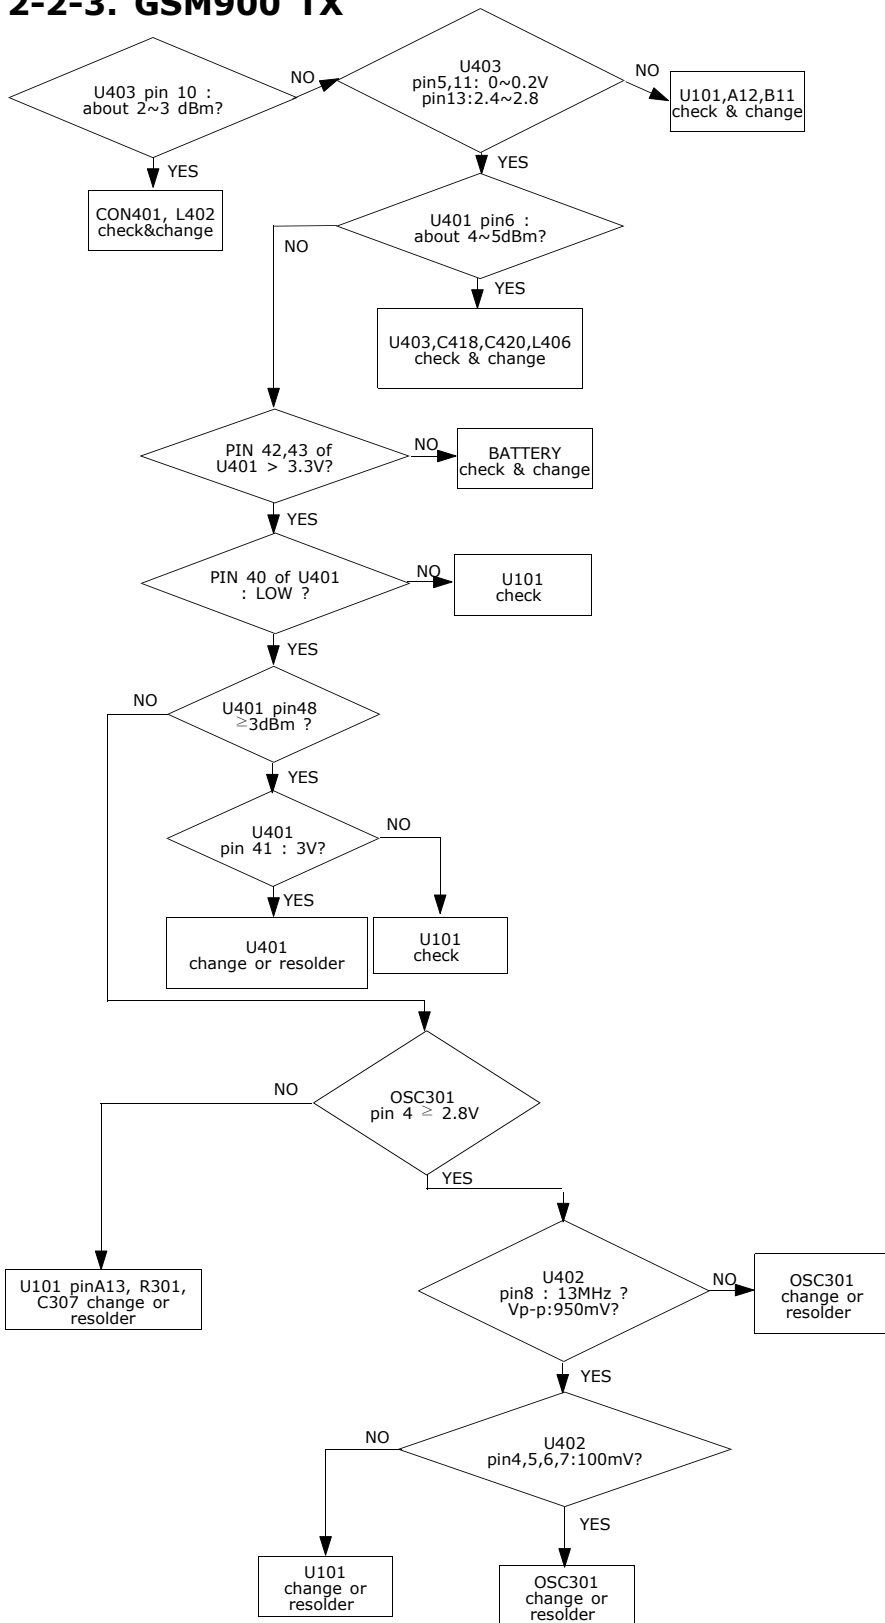 2-2-3. GSM900 TX
U403 pin 10 :
about 2~3 dBm?
NO
U403
pin5,11: 0~0.2V
pin13:2.4~2.8
NO
U101,A12,B11
check & change
YES
CON401, L402
check&change
YES
U401 pin6 :
about 4~5dBm?
NO
YES
U403,C418,C420,L406
check & change
PIN 42,43 of
U401 > 3.3V?
NO
BATTERY
check & change
YES
PIN 40 of U401
: LOW ?
NO
U101
check
YES
U401 pin48
≥3dBm ?
NO
YES
U401
pin 41 : 3V?
NO
YES
U401
change or resolder
U101
check
OSC301
pin 4 ≥ 2.8V
NO
YES
U101 pinA13, R301,
C307 change or
resolder
U402
pin8 : 13MHz ?
Vp-p:950mV?
NO
OSC301
change or
resolder
YES
U402
pin4,5,6,7:100mV?
NO
YES
U101
change or
resolder
OSC301
change or
resolder